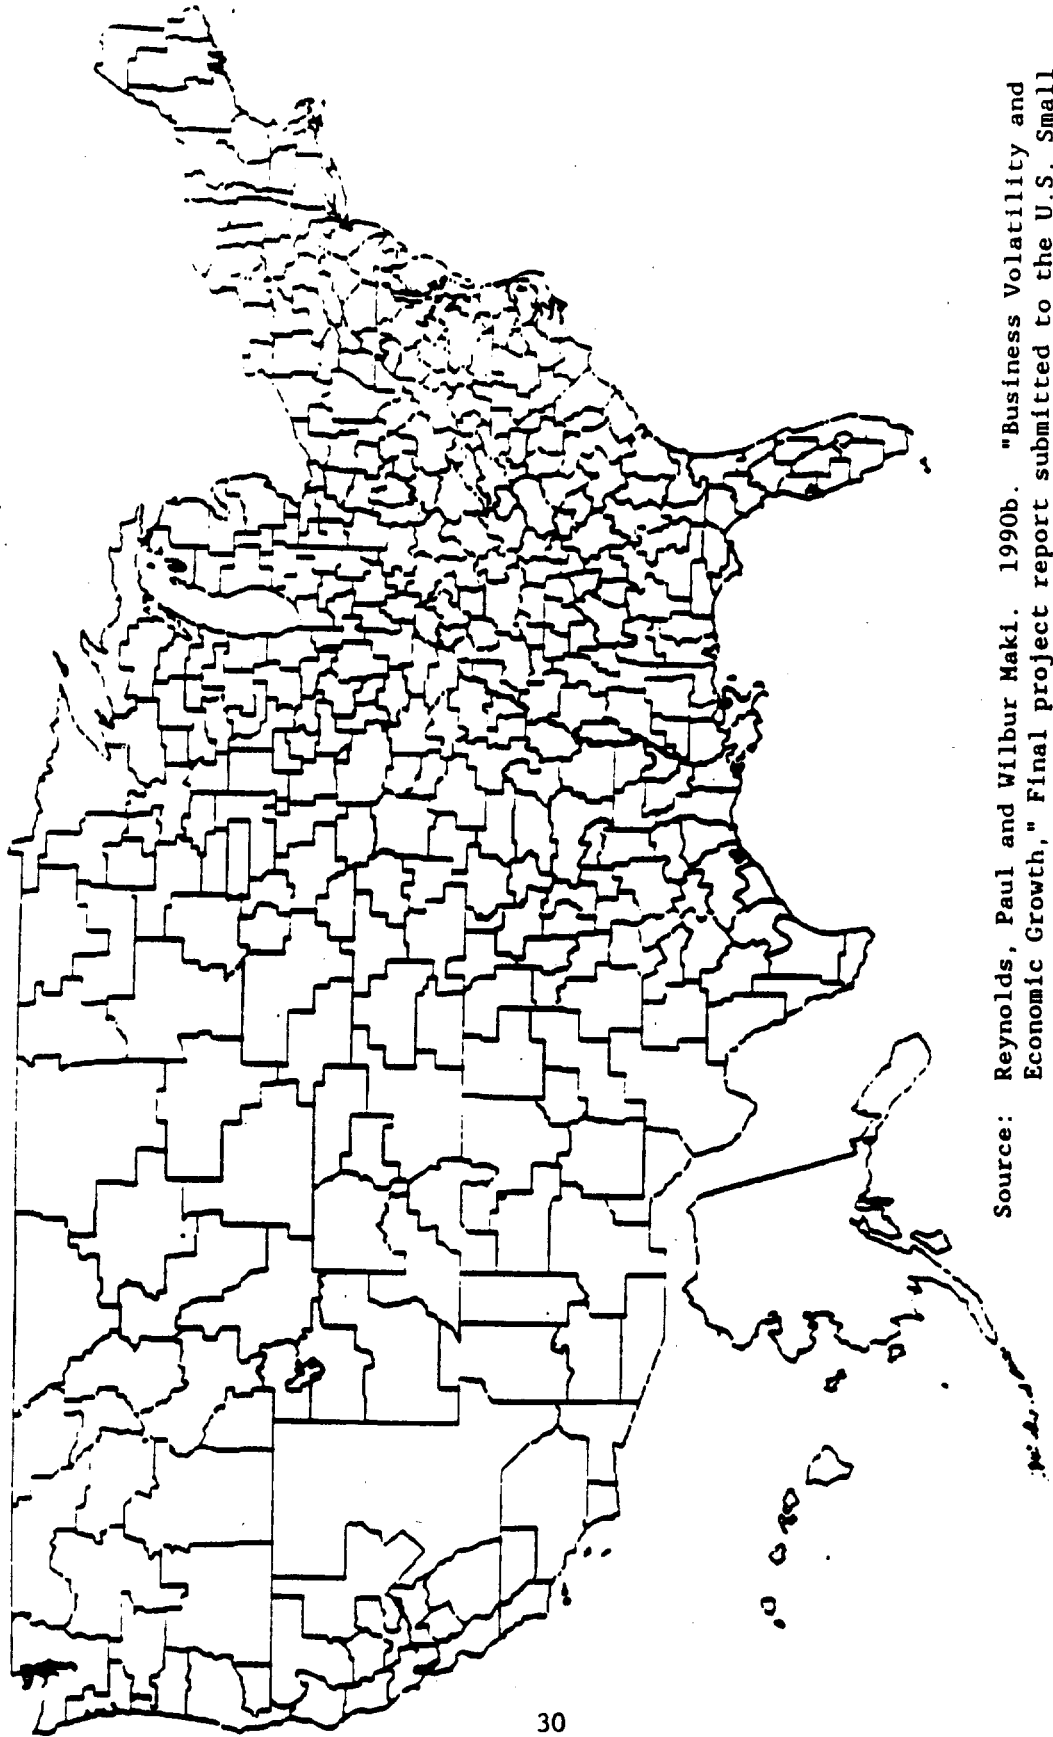 Source: Reynolds, Paul and Wilbur Maki. 1990b. "Business Volatility and
Economic Growth," Final project report submitted to the U.S. Small
30